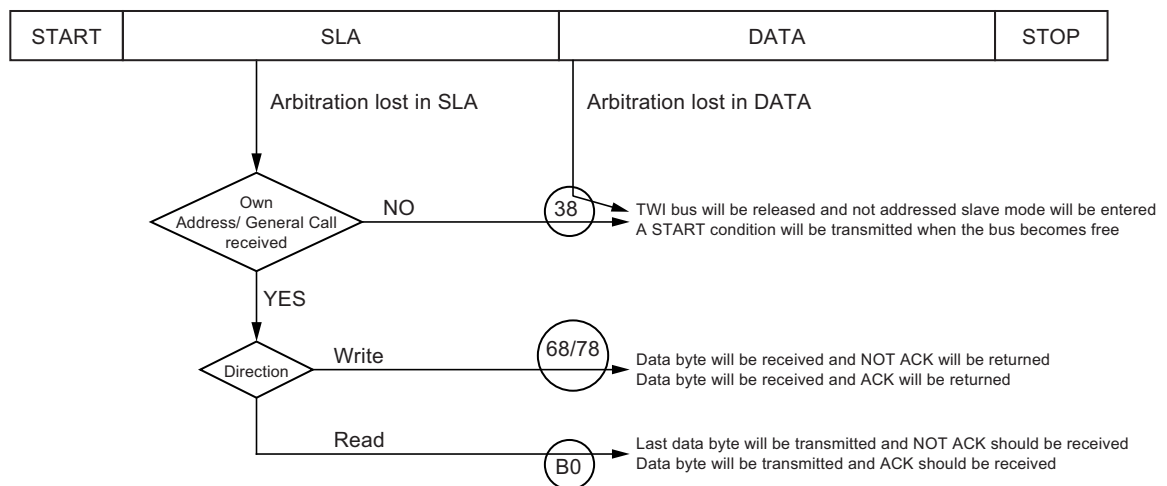 START SLA DATA STOP
Arbitration lost in SLA
Arbitration lost in DATA
Own
Address/ General Call
received
NO
38
TWI bus will be released and not addressed slave mode will be entered
A START condition will be transmitted when the bus becomes free
YES
Direction
Write
68/78
Data byte will be received and NOT ACK will be returned
Data byte will be received and ACK will be returned
Read
B0
Last data byte will be transmitted and NOT ACK should be received
Data byte will be transmitted and ACK should be received